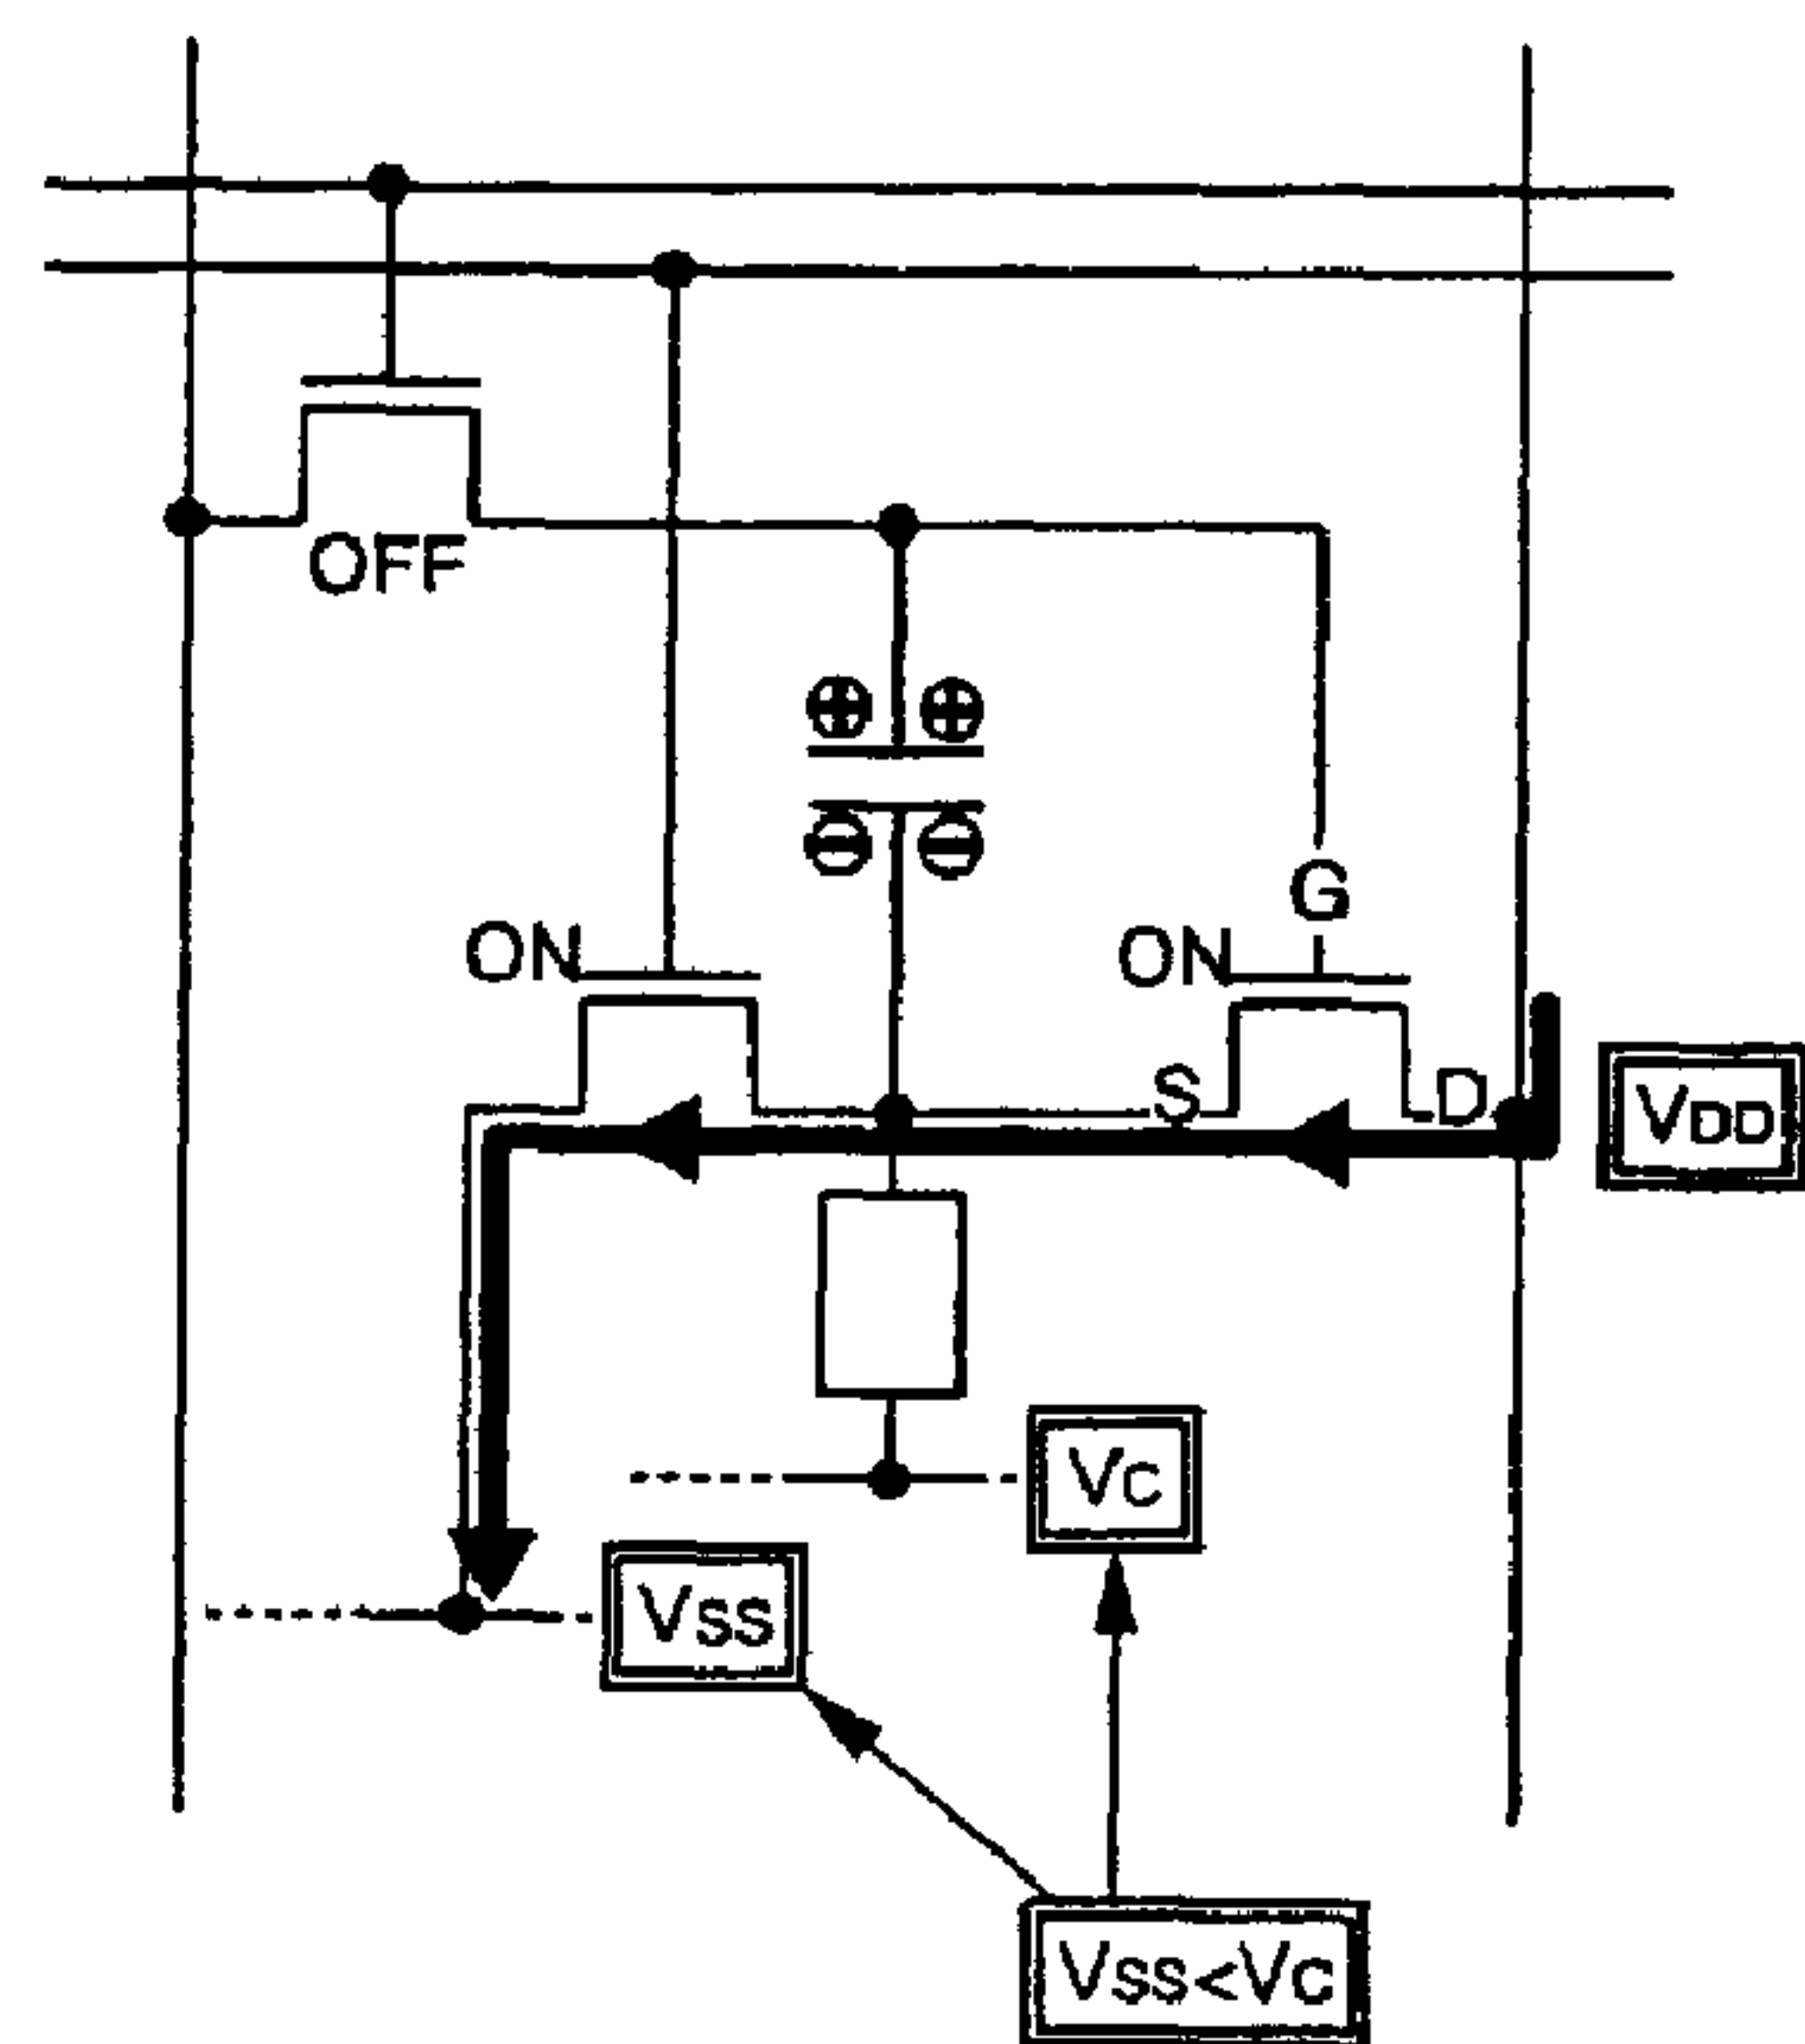 OFF
⊕ ⊕
⊖ ⊖
G
ON
ON
S
D
VDD
VC
VSS
VSS<VC